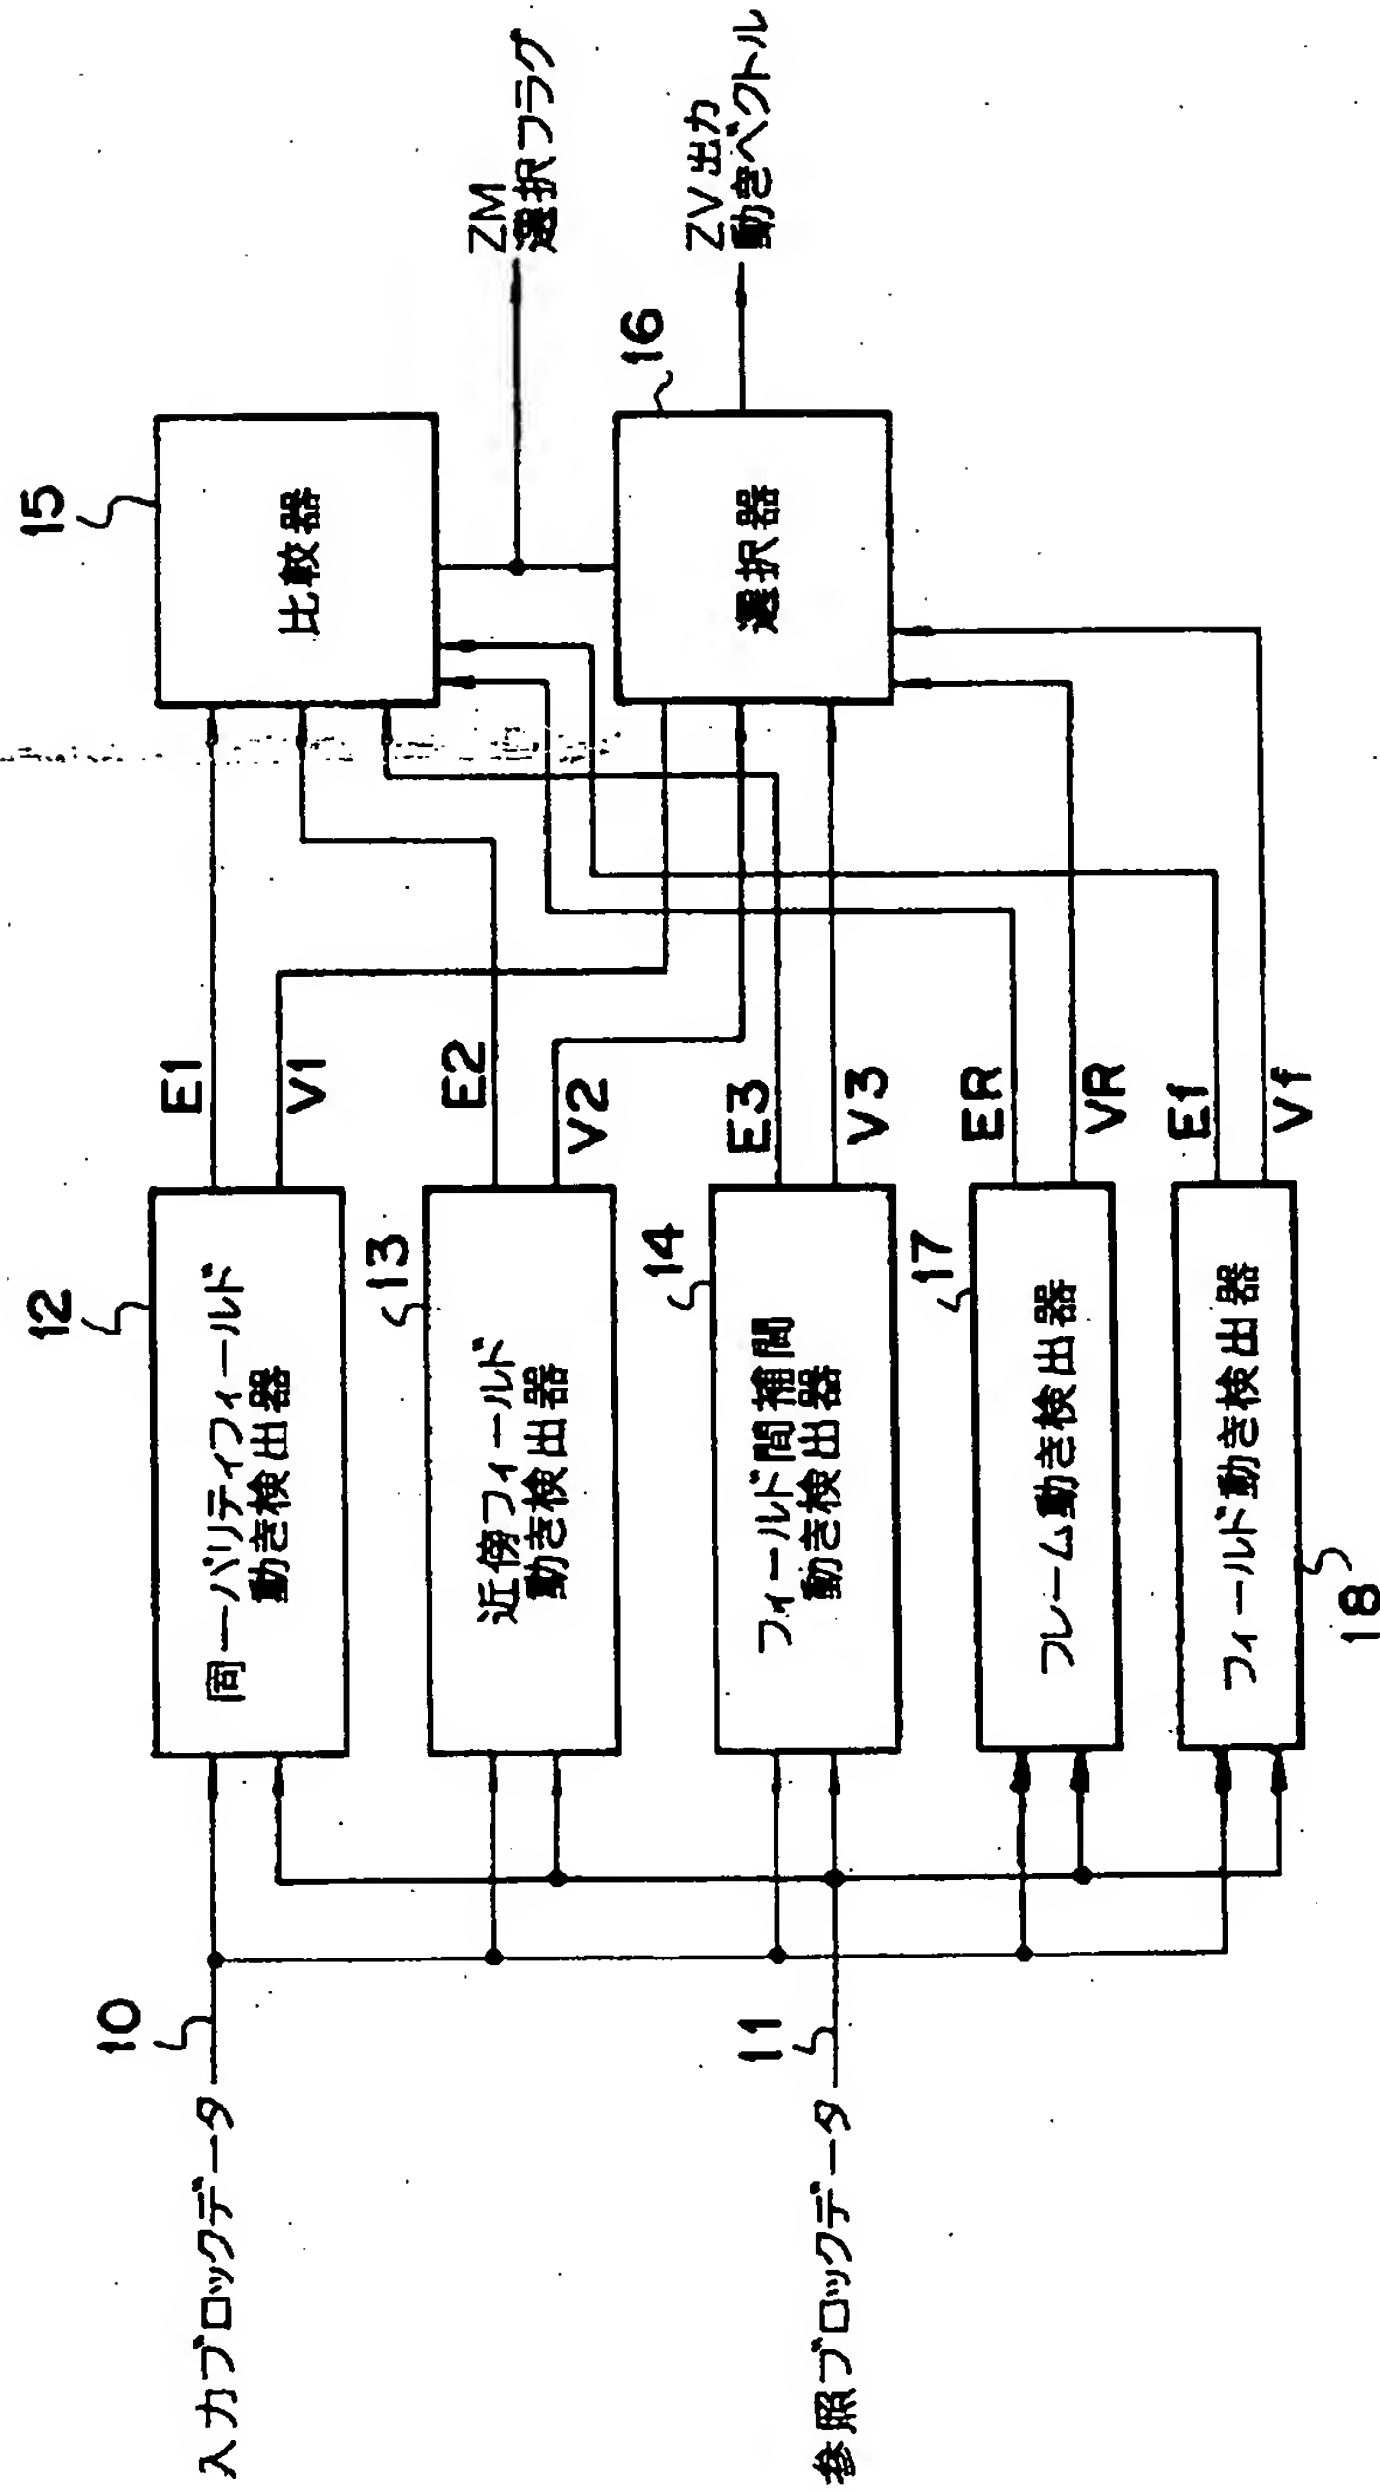 入力ブロックデータ
10
参照ブロックデータ
11
12
同一パリティフィールド
動き検出器
E1
V1
13
近傍フィールド
動き検出器
E2
V2
14
フィールド間補間
動き検出器
E3
V3
17
フレーム動き検出器
ER
VR
フィールド動き検出器
18
Ef
Vf
15
比較器
16
選択器
ZM
選択フラグ
ZV出力
動きベクトル